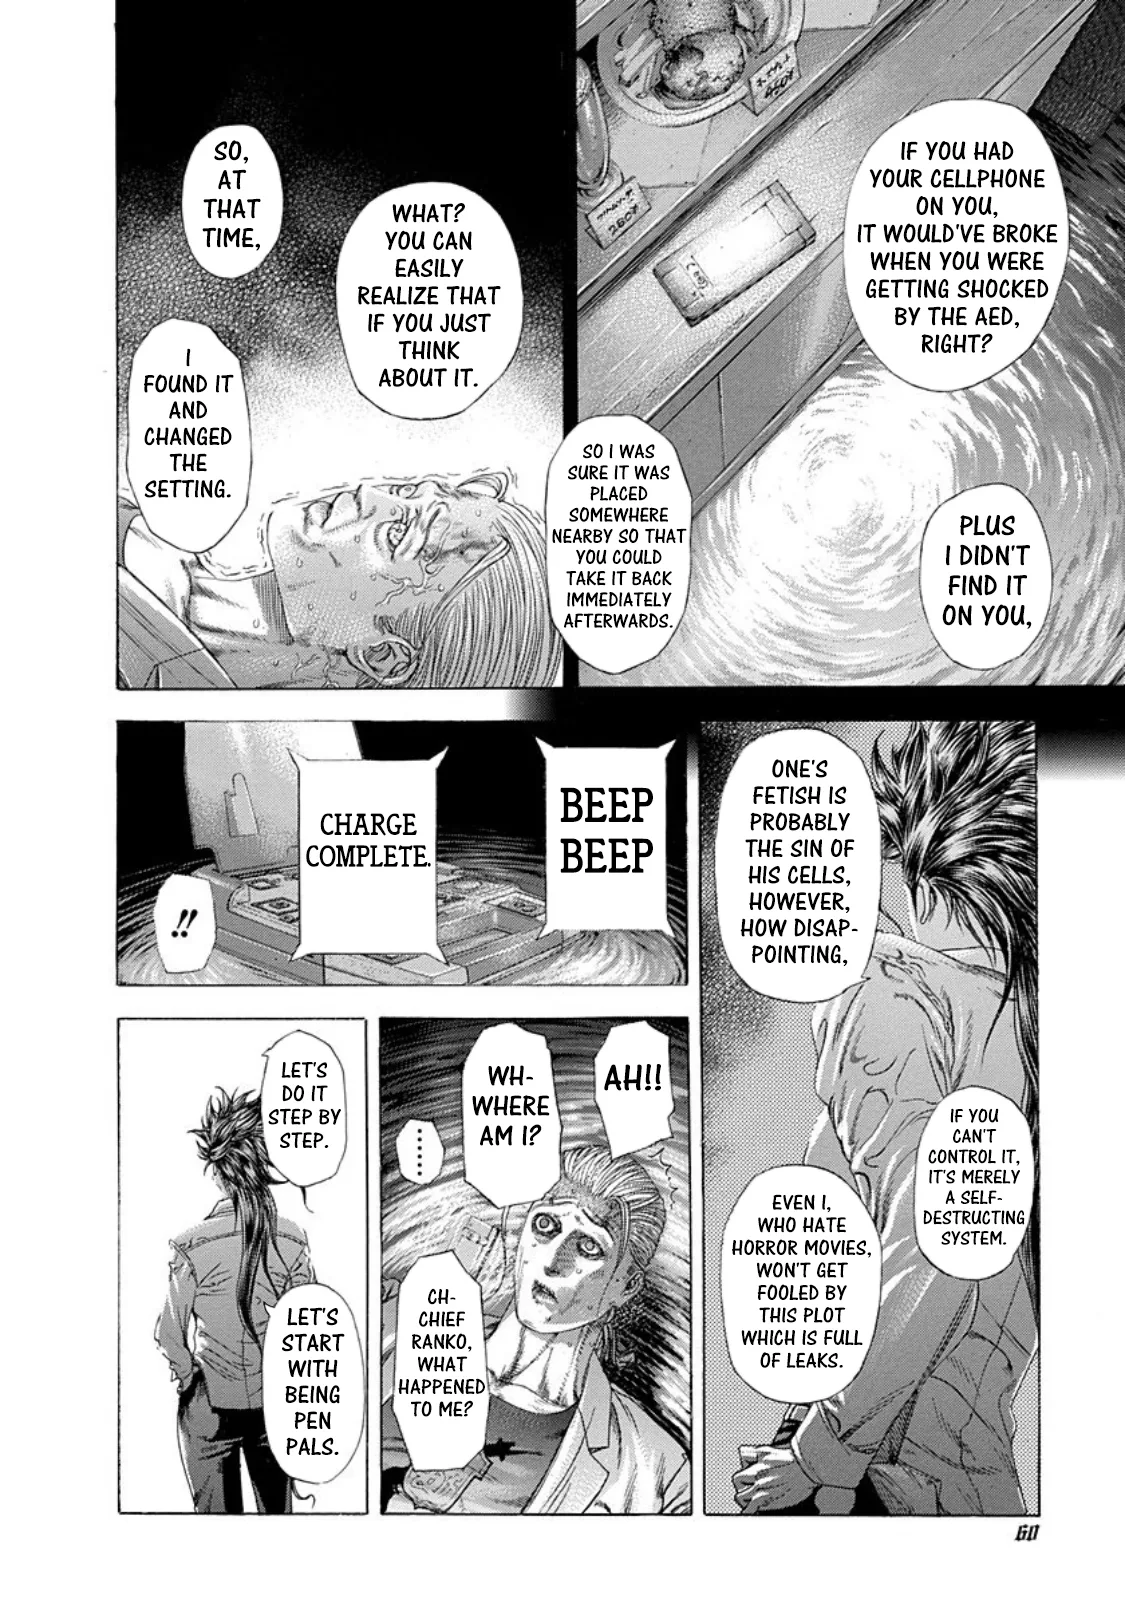 IF YOU HAD
YOUR CELLPHONE
ON YOU,
IT WOULD'VE BROKE
WHEN YOU WERE
GETTING SHOCKED
BY THE AED,
RIGHT?
PLUS
I DIDN'T
FIND IT
ON YOU,
SO I WAS
SURE IT WAS
PLACED
SOMEWHERE
NEARBY SO THAT
YOU COULD
TAKE IT BACK
IMMEDIATELY
AFTERWARDS.
WHAT?
YOU CAN
EASILY
REALIZE THAT
IF YOU JUST
THINK
ABOUT IT.
SO,
AT
THAT
TIME,
I
FOUND IT
AND
CHANGED
THE
SETTING.
ONE'S
FETISH IS
PROBABLY
THE SIN OF
HIS CELLS,
HOWEVER,
HOW DISAP-
POINTING,
IF YOU
CAN'T
CONTROL IT,
IT'S MERELY
A SELF-
DESTRUCTING
SYSTEM.
EVEN I,
WHO HATE
HORROR MOVIES,
WON'T GET
FOOLED BY
THIS PLOT
WHICH IS FULL
OF LEAKS.
BEEP
BEEP
CHARGE
COMPLETE.
!!
AH!!
WH-
WHERE
AM I?
......
CH-
CHIEF
RANKO,
WHAT
HAPPENED
TO ME?
LET'S
DO IT
STEP BY
STEP.
LET'S
START
WITH
BEING
PEN
PALS.
60